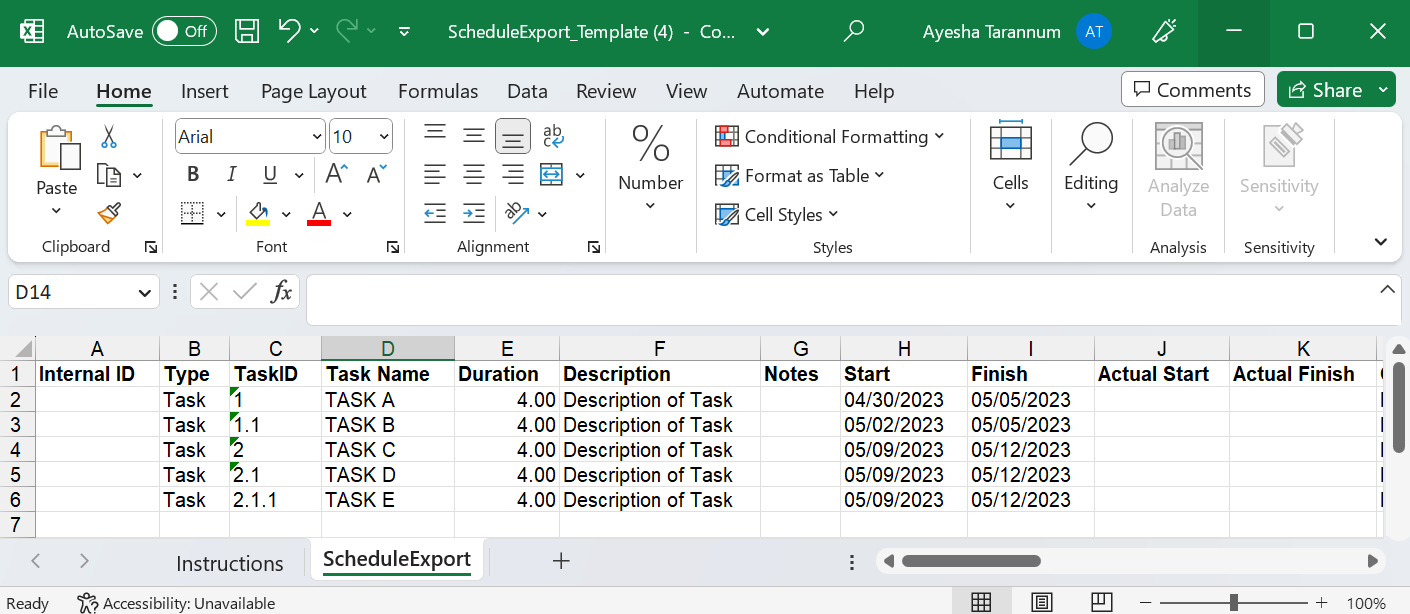 AutoSave Off ScheduleExport_Template (4) - Co... Ayesha Tarannum AT
File Home Insert Page Layout Formulas Data Review View Automate Help Comments Share
Arial 10 ab Conditional Formatting
Paste B I U A A % Number Format as Table Cells Editing Analyze Data Sensitivity
A Cell Styles
Clipboard Font Alignment Styles Analysis Sensitivity
D14 fx
A B C D E F G H I J K
1 Internal ID Type TaskID Task Name Duration Description Notes Start Finish Actual Start Actual Finish
2 Task 1 TASK A 4.00 Description of Task 04/30/2023 05/05/2023
3 Task 1.1 TASK B 4.00 Description of Task 05/02/2023 05/05/2023
4 Task 2 TASK C 4.00 Description of Task 05/09/2023 05/12/2023
5 Task 2.1 TASK D 4.00 Description of Task 05/09/2023 05/12/2023
6 Task 2.1.1 TASK E 4.00 Description of Task 05/09/2023 05/12/2023
7
Instructions ScheduleExport
Ready Accessibility: Unavailable 100%